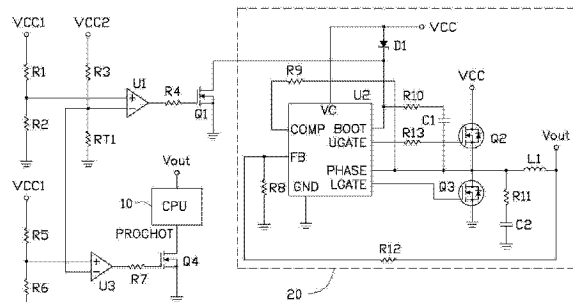 VCC1
VCC2
VCC
D1
R1
R3
U1
R4
Q1
R9
U2
VC
R10
VCC
COMP
BOOT
C1
R2
RT1
UGATE
R13
Q2
Vout
FB
Vout
PHASE
L1
R8
GND
LGATE
Q3
R11
VCC1
10
CPU
PROGHOT
C2
R5
R12
U3
R7
Q4
R6
20